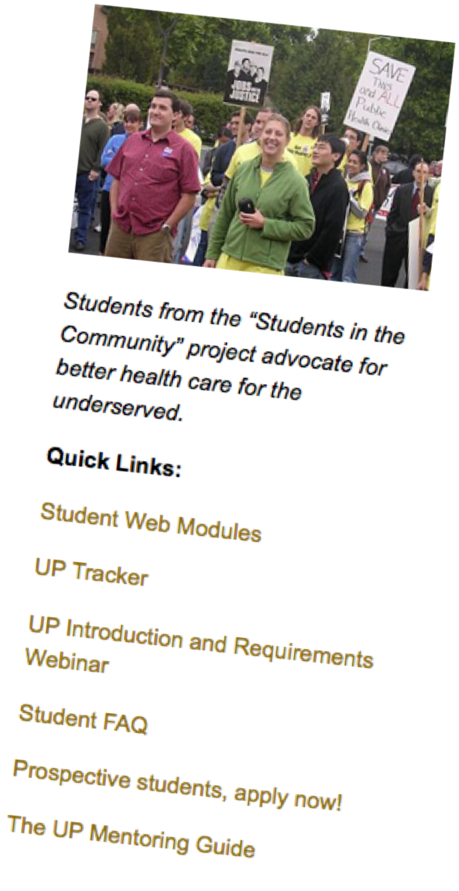 JOBS with
JUSTICE
SAVE
This
and ALL
Public
Health Clinic
Students from the “Students in the
Community” project advocate for
better health care for the
underserved.
Quick Links:
Student Web Modules
UP Tracker
UP Introduction and Requirements
Webinar
Student FAQ
Prospective students, apply now!
The UP Mentoring Guide